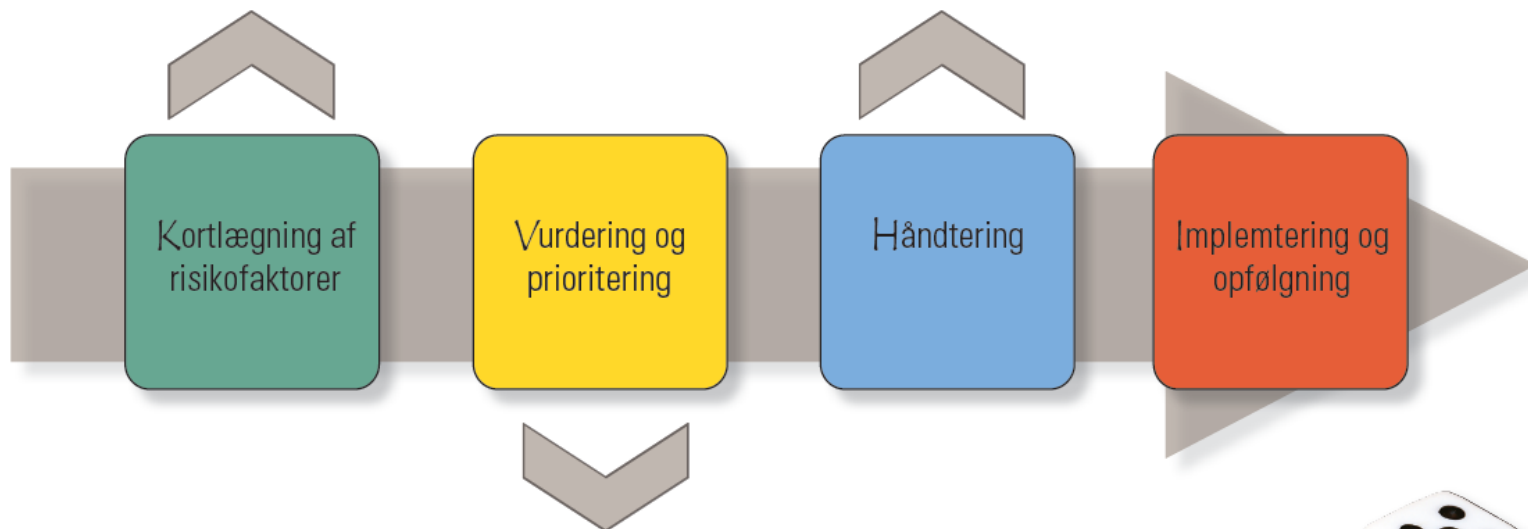 Kortlægning af
risikofaktorer
Vurdering og
prioritering
Håndtering
Implemtering og
opfølgning